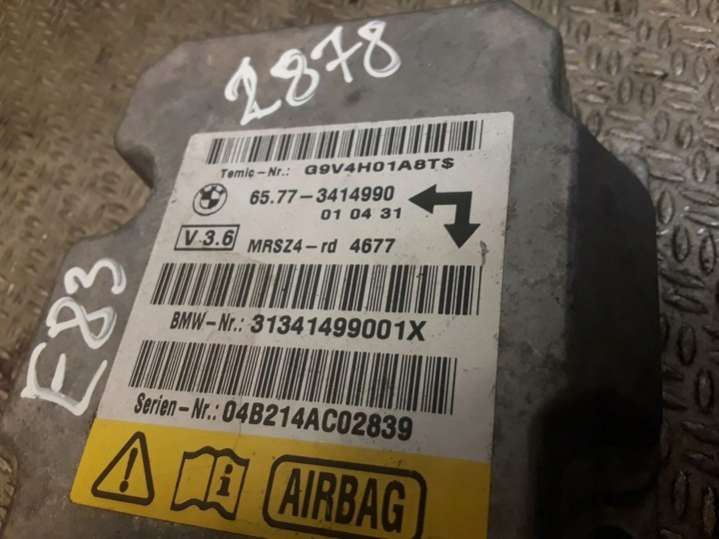 2878
Temic-Nr.: G9V4H01A8T$
65.77-3414990
01 04 31
V 3.6 MRSZ4-rd 4677
BMW-Nr.: 31341499001X
Serien-Nr.: 04B214AC02839
E83
AIRBAG